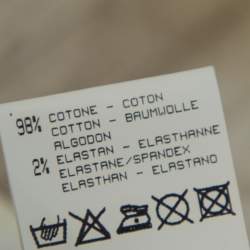 98% COTONE - COTON
COTTON - BAUMWOLLE
ALGODON
2% ELASTAN - ELASTHANNE
ELASTANE/SPANDEX
ELASTHAN - ELASTANO